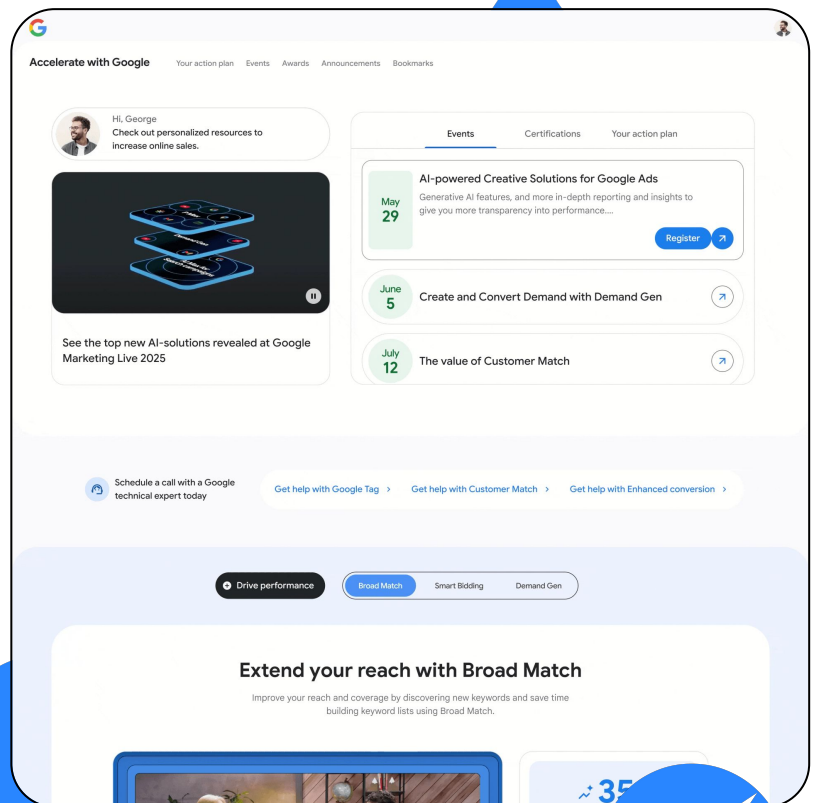 Accelerate with Google
Your action plan
Events
Awards
Announcements
Bookmarks
Hi, George
Check out personalized resources to
increase online sales.
Demand Gen
See the top new AI-solutions revealed at Google
Marketing Live 2025
Events
Certifications
Your action plan
May
29
AI-powered Creative Solutions for Google Ads
Generative AI features, and more in-depth reporting and insights to
give you more transparency into performance....
Register
June
5
Create and Convert Demand with Demand Gen
July
12
The value of Customer Match
Schedule a call with a Google
technical expert today
Get help with Google Tag >
Get help with Customer Match >
Get help with Enhanced conversion >
Drive performance
Broad Match
Smart Bidding
Demand Gen
Extend your reach with Broad Match
Improve your reach and coverage by discovering new keywords and save time
building keyword lists using Broad Match.